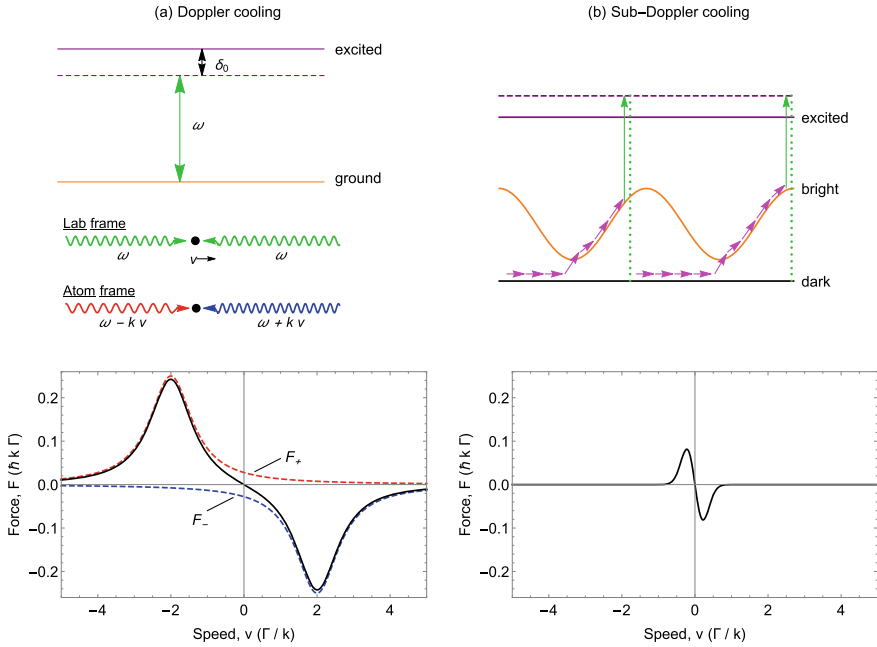 (a) Doppler cooling
excited
δ₀
ω
ground
Lab frame
ω
v
ω
Atom frame
ω − k v
ω + k v
Force, F (ℏ k Γ)
0.2
0.1
0.0
−0.1
−0.2
F₊
F₋
−4
−2
0
2
4
Speed, v (Γ / k)
(b) Sub−Doppler cooling
excited
bright
dark
Force, F (ℏ k Γ)
0.2
0.1
0.0
−0.1
−0.2
−4
−2
0
2
4
Speed, v (Γ / k)